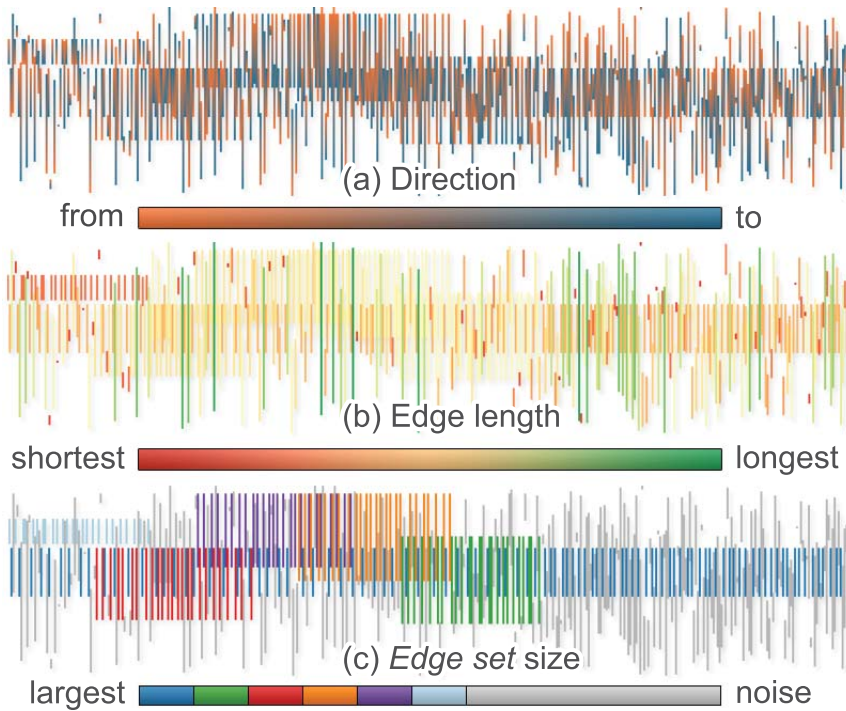 (a) Direction
from to
(b) Edge length
shortest longest
(c) Edge set size
largest noise